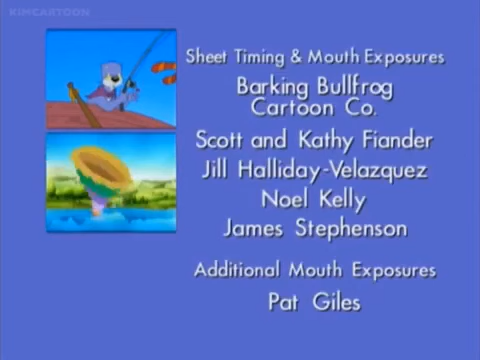 KIMCARTOON
Sheet Timing & Mouth Exposures
Barking Bullfrog
Cartoon Co.
Scott and Kathy Fiander
Jill Halliday-Velazquez
Noel Kelly
James Stephenson
Additional Mouth Exposures
Pat Giles